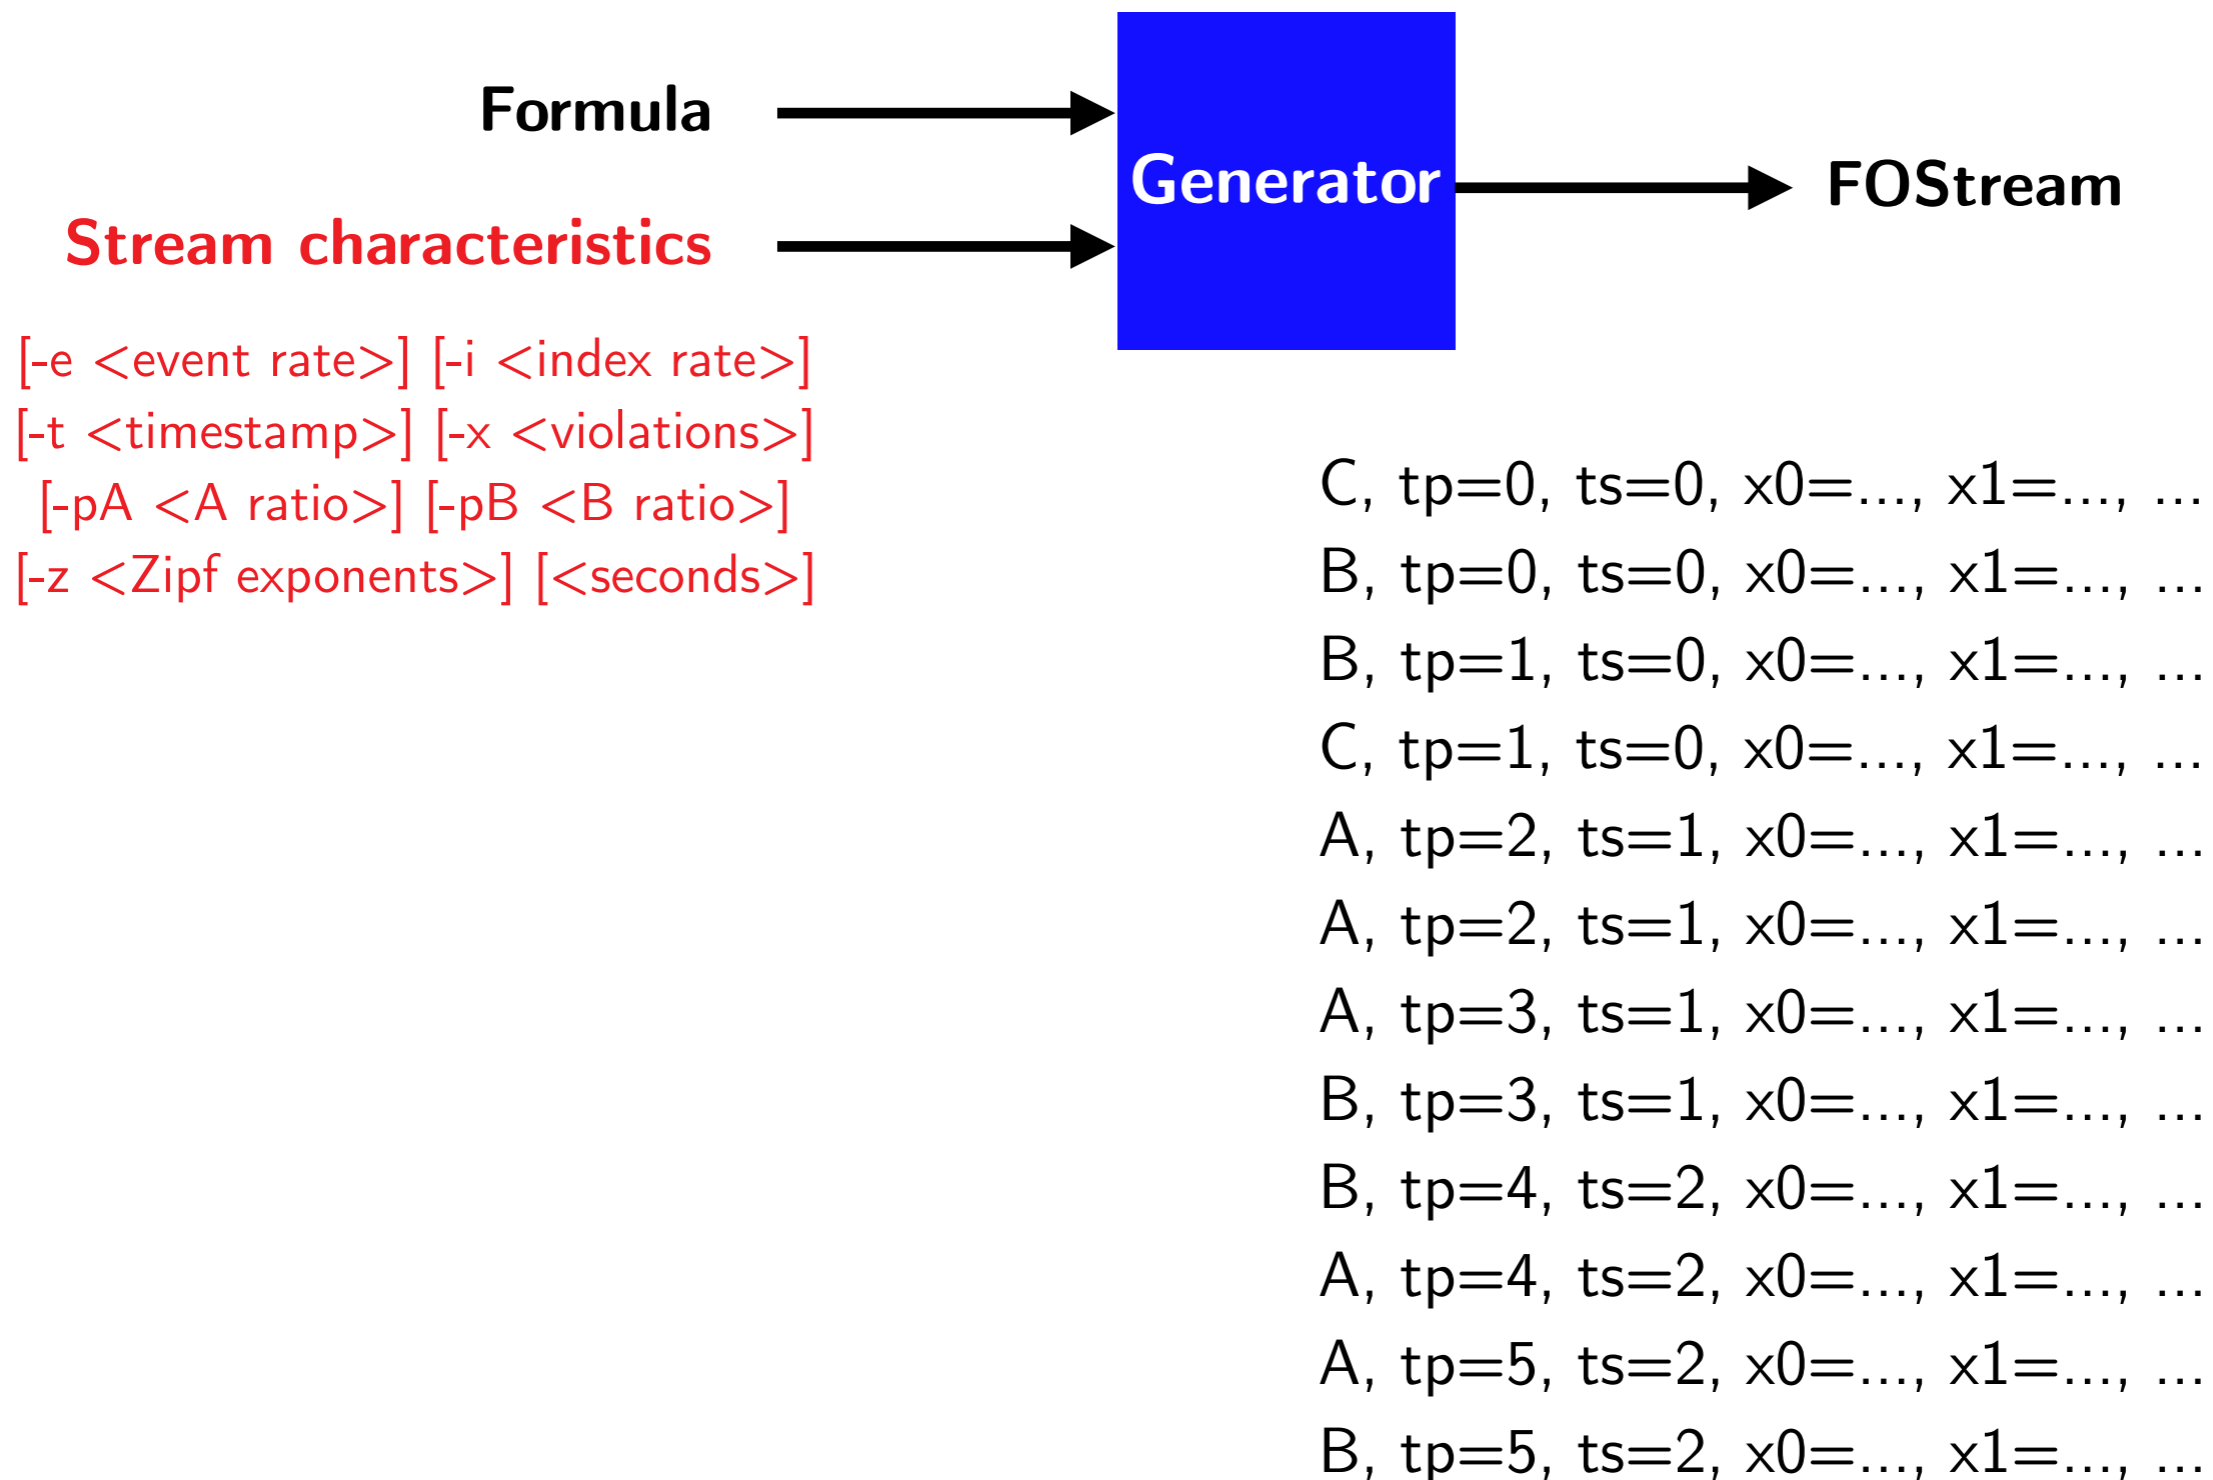 Formula
Stream characteristics
[-e <event rate>] [-i <index rate>]
[-t <timestamp>] [-x <violations>]
[-pA <A ratio>] [-pB <B ratio>]
[-z <Zipf exponents>] [<seconds>]
Generator
FOStream
C, tp=0, ts=0, x0=..., x1=..., ...
B, tp=0, ts=0, x0=..., x1=..., ...
B, tp=1, ts=0, x0=..., x1=..., ...
C, tp=1, ts=0, x0=..., x1=..., ...
A, tp=2, ts=1, x0=..., x1=..., ...
A, tp=2, ts=1, x0=..., x1=..., ...
A, tp=3, ts=1, x0=..., x1=..., ...
B, tp=3, ts=1, x0=..., x1=..., ...
B, tp=4, ts=2, x0=..., x1=..., ...
A, tp=4, ts=2, x0=..., x1=..., ...
A, tp=5, ts=2, x0=..., x1=..., ...
B, tp=5, ts=2, x0=..., x1=..., ...